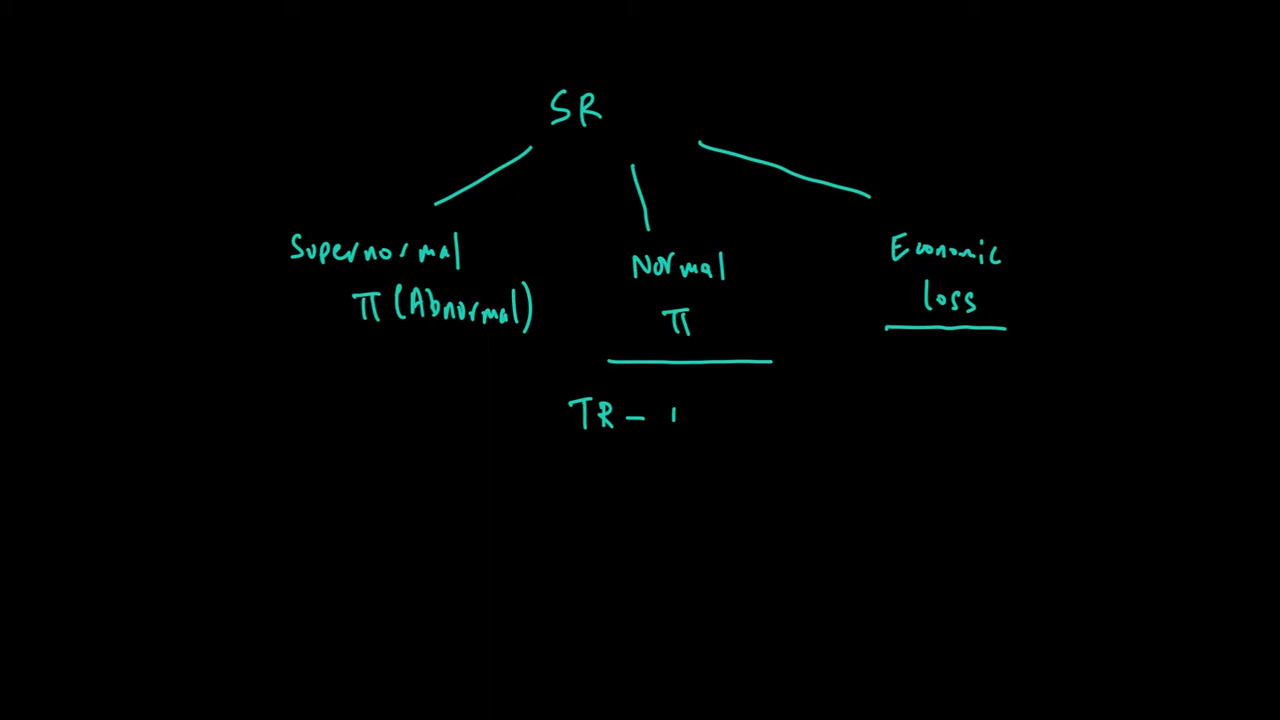 SR
Supernormal
π (Abnormal)
Normal
π
Economic
loss
TR -